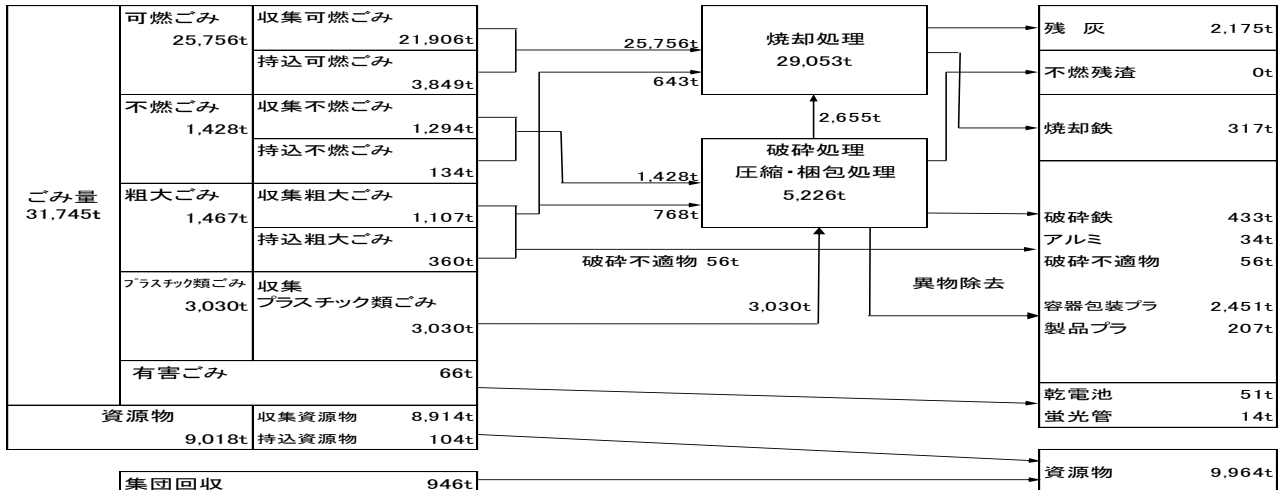 可燃ごみ
25,756t
収集可燃ごみ
21,906t
持込可燃ごみ
3,849t
不燃ごみ
1,428t
収集不燃ごみ
1,294t
持込不燃ごみ
134t
ごみ量
31,745t
粗大ごみ
1,467t
収集粗大ごみ
1,107t
持込粗大ごみ
360t
プラスチック類ごみ
3,030t
収集
プラスチック類ごみ
3,030t
有害ごみ 66t
資源物
9,018t
収集資源物 8,914t
持込資源物 104t
集団回収 946t
25,756t
643t
焼却処理
29,053t
2,655t
1,428t
768t
破砕処理
圧縮・梱包処理
5,226t
破砕不適物 56t
3,030t
異物除去
残 灰 2,175t
不燃残渣 0t
焼却鉄 317t
破砕鉄 433t
アルミ 34t
破砕不適物 56t
容器包装プラ 2,451t
製品プラ 207t
乾電池 51t
蛍光管 14t
資源物 9,964t